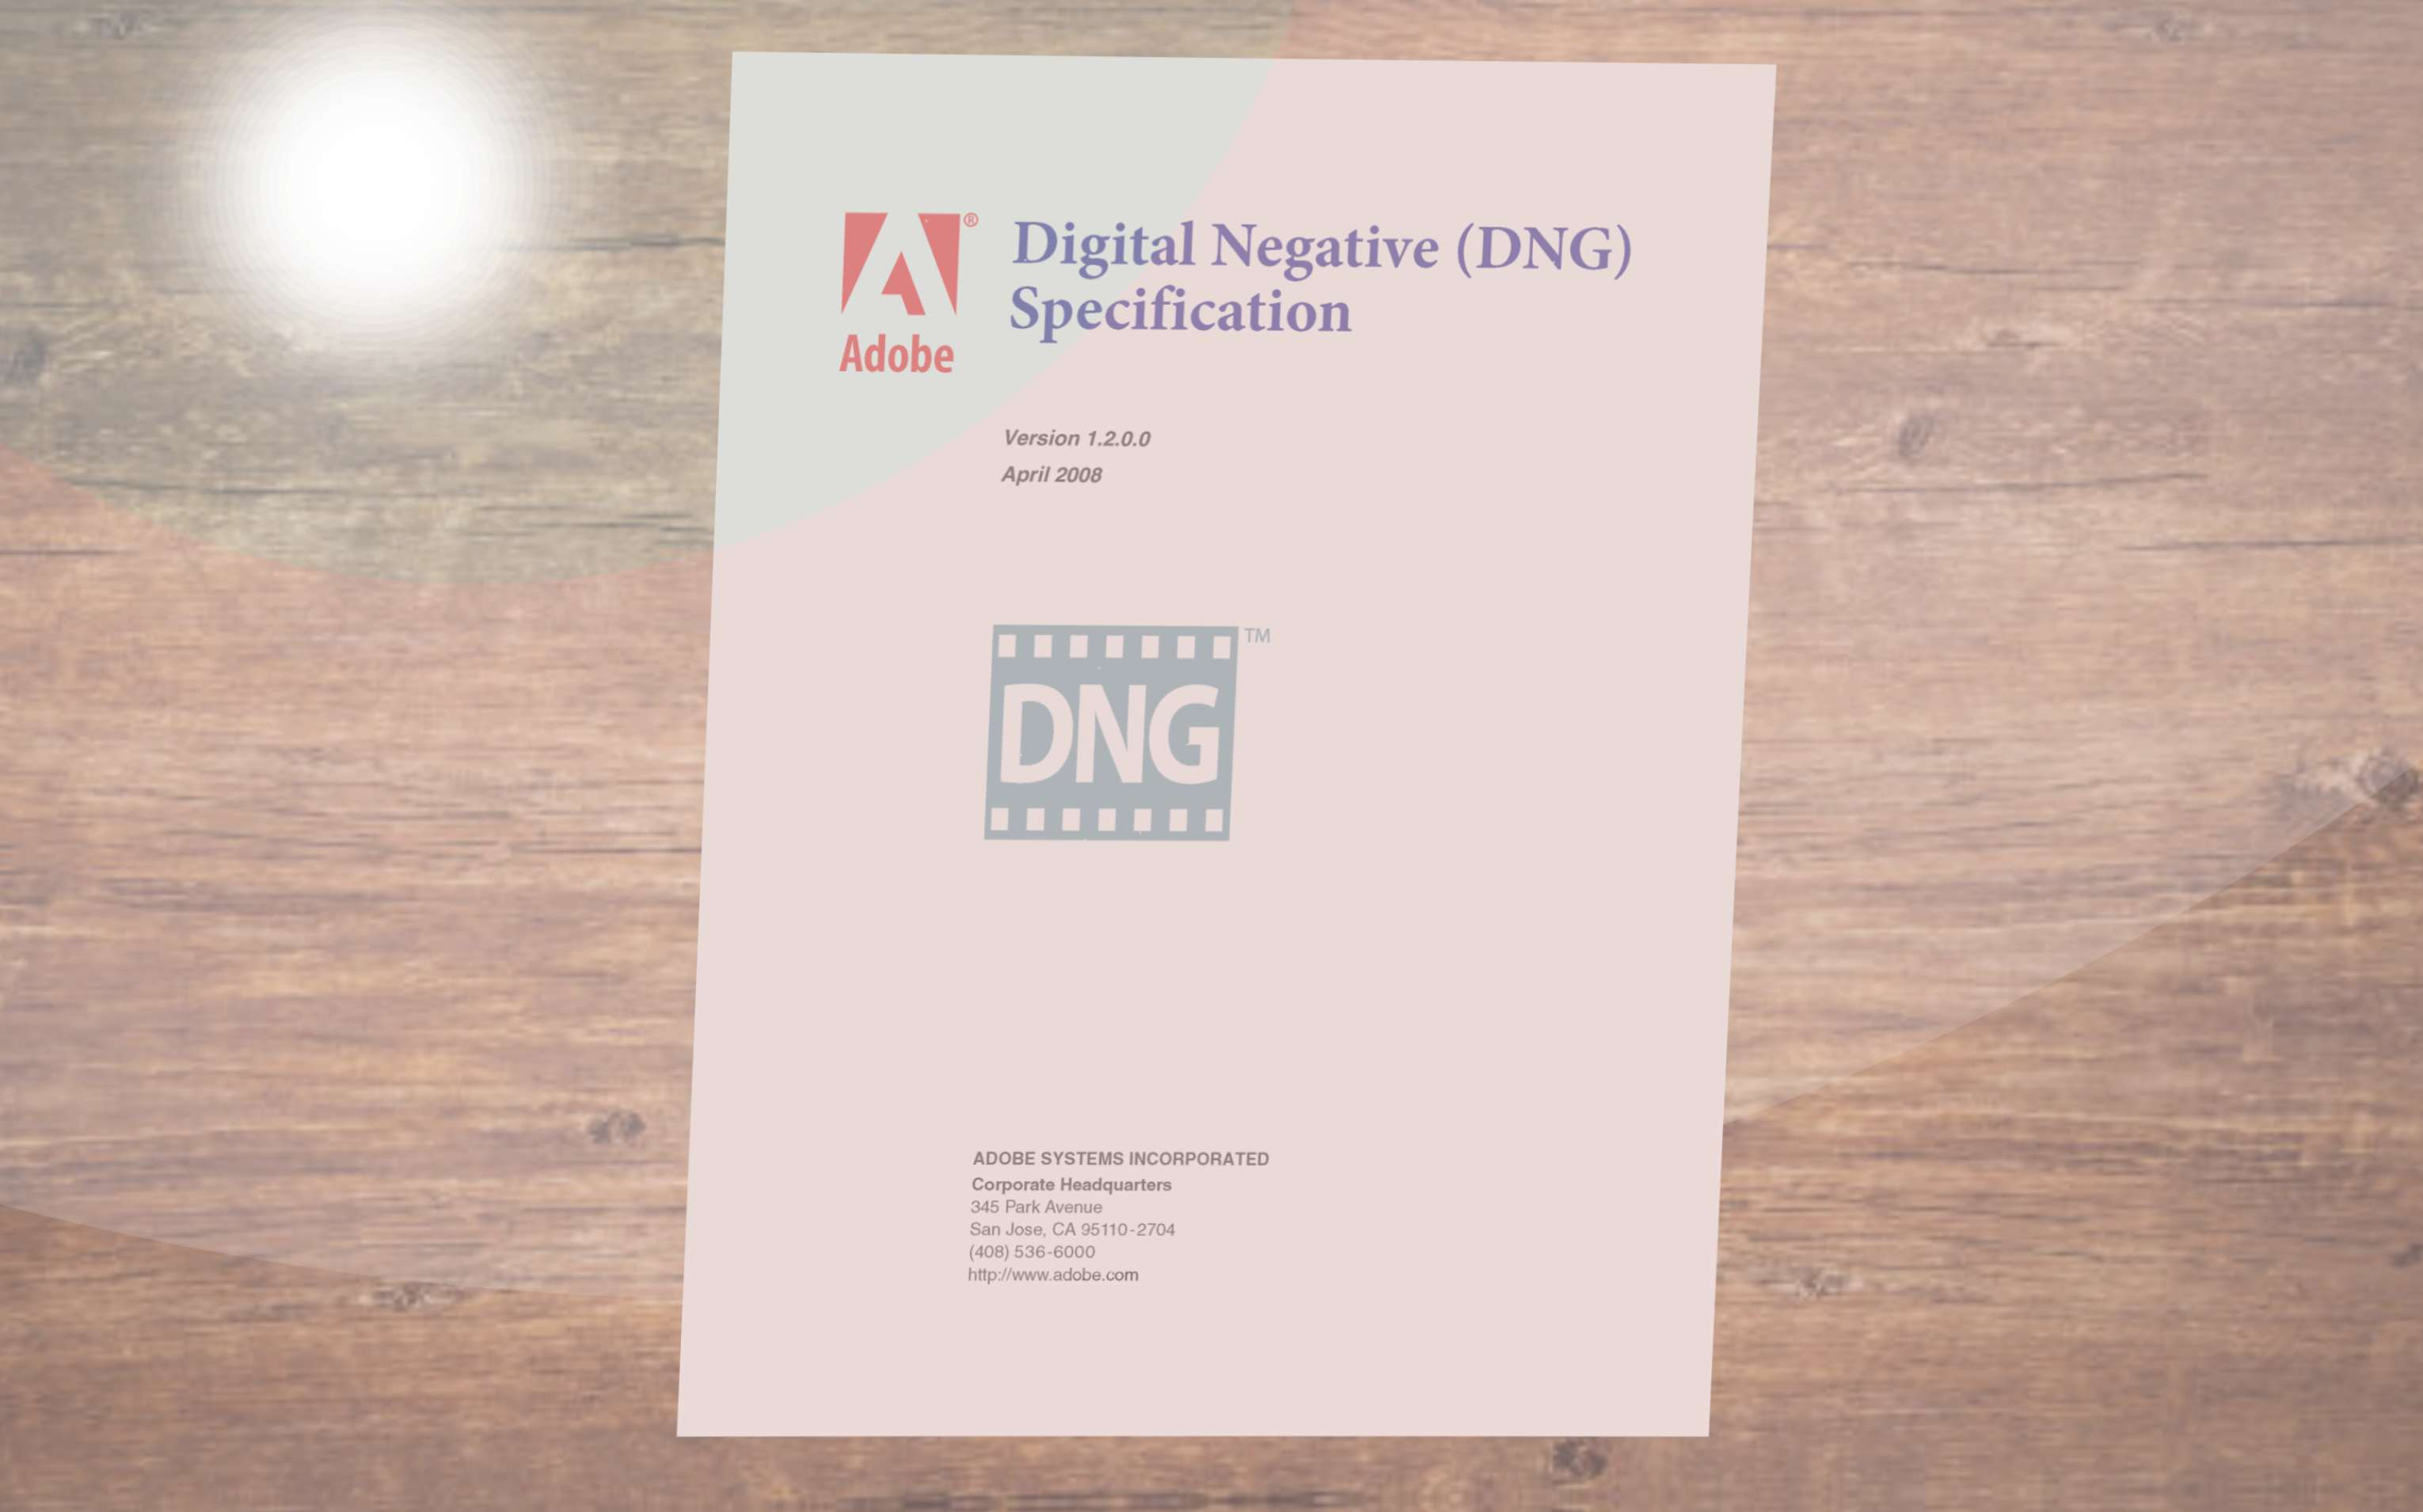 Adobe®
Digital Negative (DNG)
Specification
Version 1.2.0.0
April 2008
DNG™
ADOBE SYSTEMS INCORPORATED
Corporate Headquarters
345 Park Avenue
San Jose, CA 95110-2704
(408) 536-6000
http://www.adobe.com